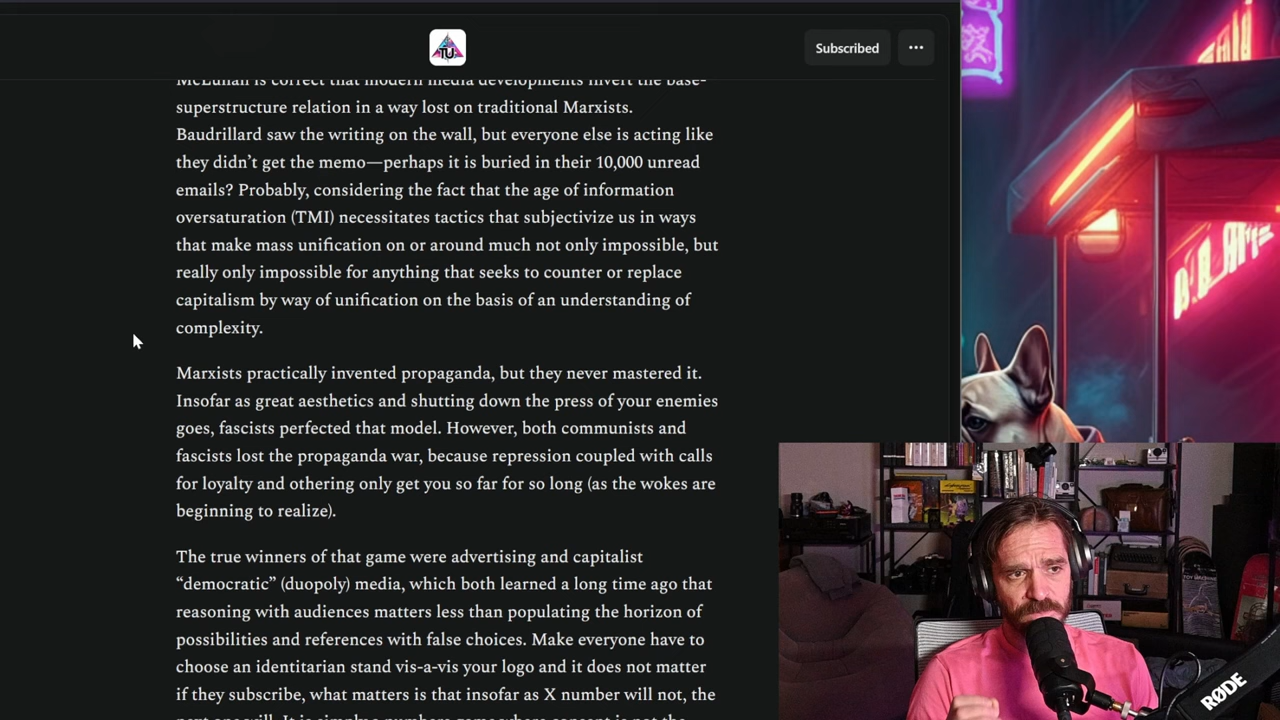 TU
Subscribed
McLuhan is correct that modern media developments invert the base-
superstructure relation in a way lost on traditional Marxists.
Baudrillard saw the writing on the wall, but everyone else is acting like
they didn’t get the memo—perhaps it is buried in their 10,000 unread
emails? Probably, considering the fact that the age of information
oversaturation (TMI) necessitates tactics that subjectivize us in ways
that make mass unification on or around much not only impossible, but
really only impossible for anything that seeks to counter or replace
capitalism by way of unification on the basis of an understanding of
complexity.
Marxists practically invented propaganda, but they never mastered it.
Insofar as great aesthetics and shutting down the press of your enemies
goes, fascists perfected that model. However, both communists and
fascists lost the propaganda war, because repression coupled with calls
for loyalty and othering only get you so far for so long (as the wokes are
beginning to realize).
The true winners of that game were advertising and capitalist
“democratic” (duopoly) media, which both learned a long time ago that
reasoning with audiences matters less than populating the horizon of
possibilities and references with false choices. Make everyone have to
choose an identitarian stand vis-a-vis your logo and it does not matter
if they subscribe, what matters is that insofar as X number will not, the
RØDE